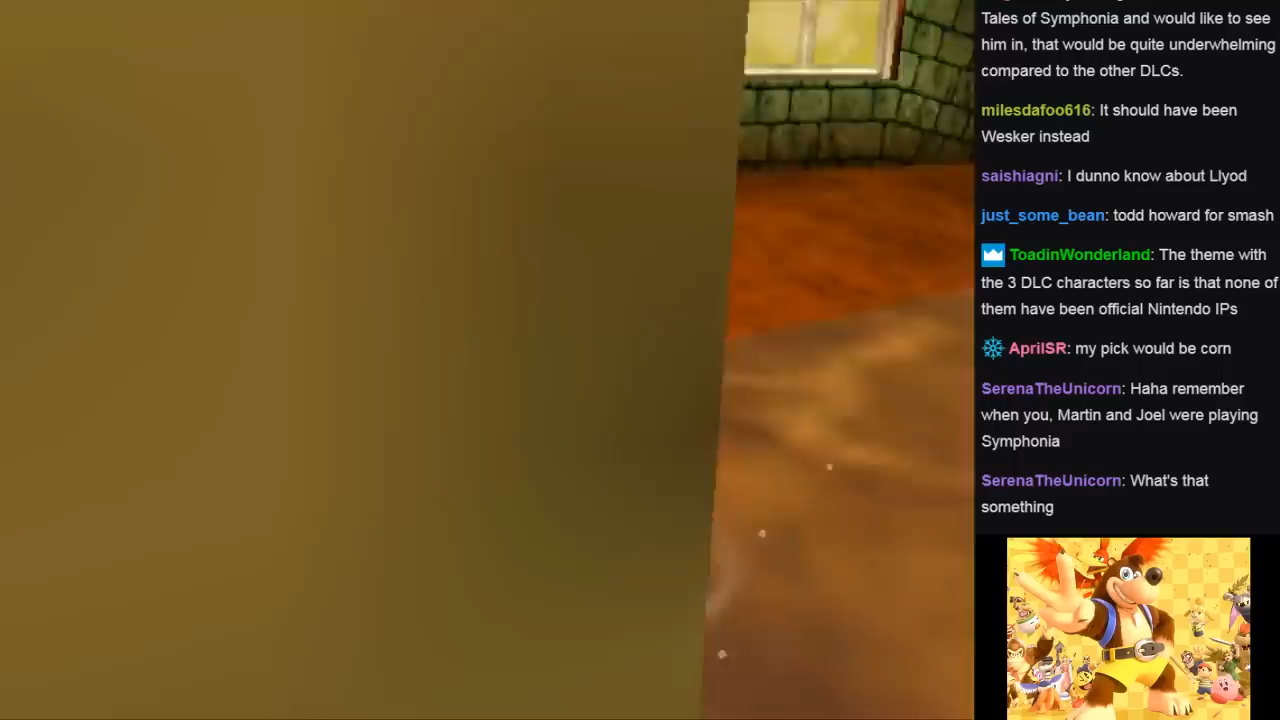 Tales of Symphonia and would like to see
him in, that would be quite underwhelming
compared to the other DLCs.
milesdafoo616: It should have been
Wesker instead
saishiagni: I dunno know about Llyod
just_some_bean: todd howard for smash
ToadinWonderland: The theme with
the 3 DLC characters so far is that none of
them have been official Nintendo IPs
AprilSR: my pick would be corn
SerenaTheUnicorn: Haha remember
when you, Martin and Joel were playing
Symphonia
SerenaTheUnicorn: What's that
something